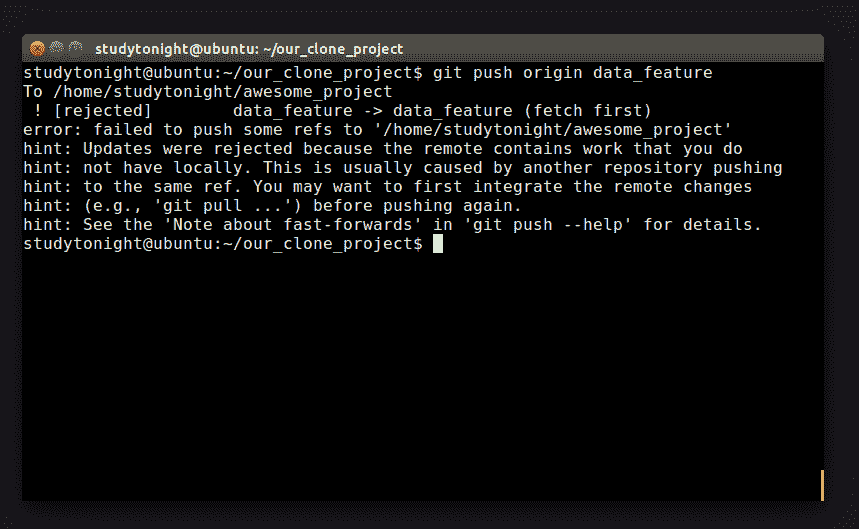 studytonight@ubuntu: ~/our_clone_project
studytonight@ubuntu:~/our_clone_project$ git push origin data_feature
To /home/studytonight/awesome_project
 ! [rejected]        data_feature -> data_feature (fetch first)
error: failed to push some refs to '/home/studytonight/awesome_project'
hint: Updates were rejected because the remote contains work that you do
hint: not have locally. This is usually caused by another repository pushing
hint: to the same ref. You may want to first integrate the remote changes
hint: (e.g., 'git pull ...') before pushing again.
hint: See the 'Note about fast-forwards' in 'git push --help' for details.
studytonight@ubuntu:~/our_clone_project$